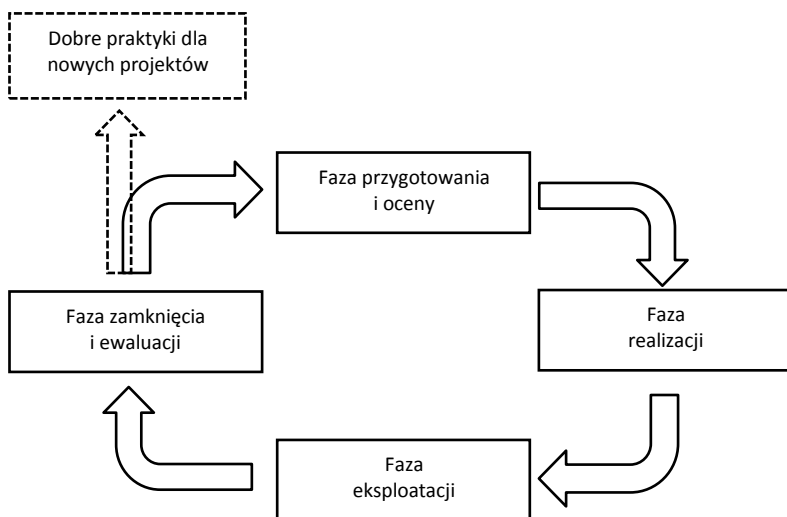 Dobre praktyki dla
nowych projektów
Faza przygotowania
i oceny
Faza zamknięcia
i ewaluacji
Faza
realizacji
Faza
eksploatacji